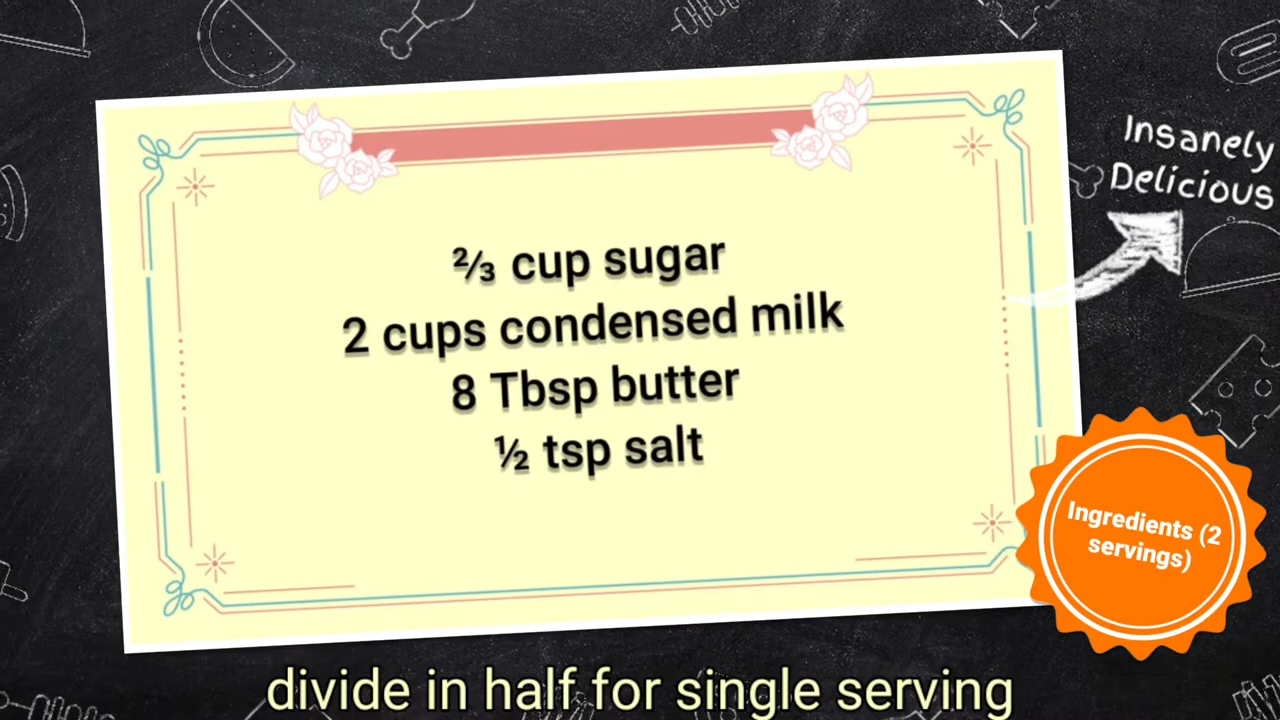 Insanely
Delicious
⅔ cup sugar
2 cups condensed milk
8 Tbsp butter
½ tsp salt
Ingredients (2
servings)
divide in half for single serving